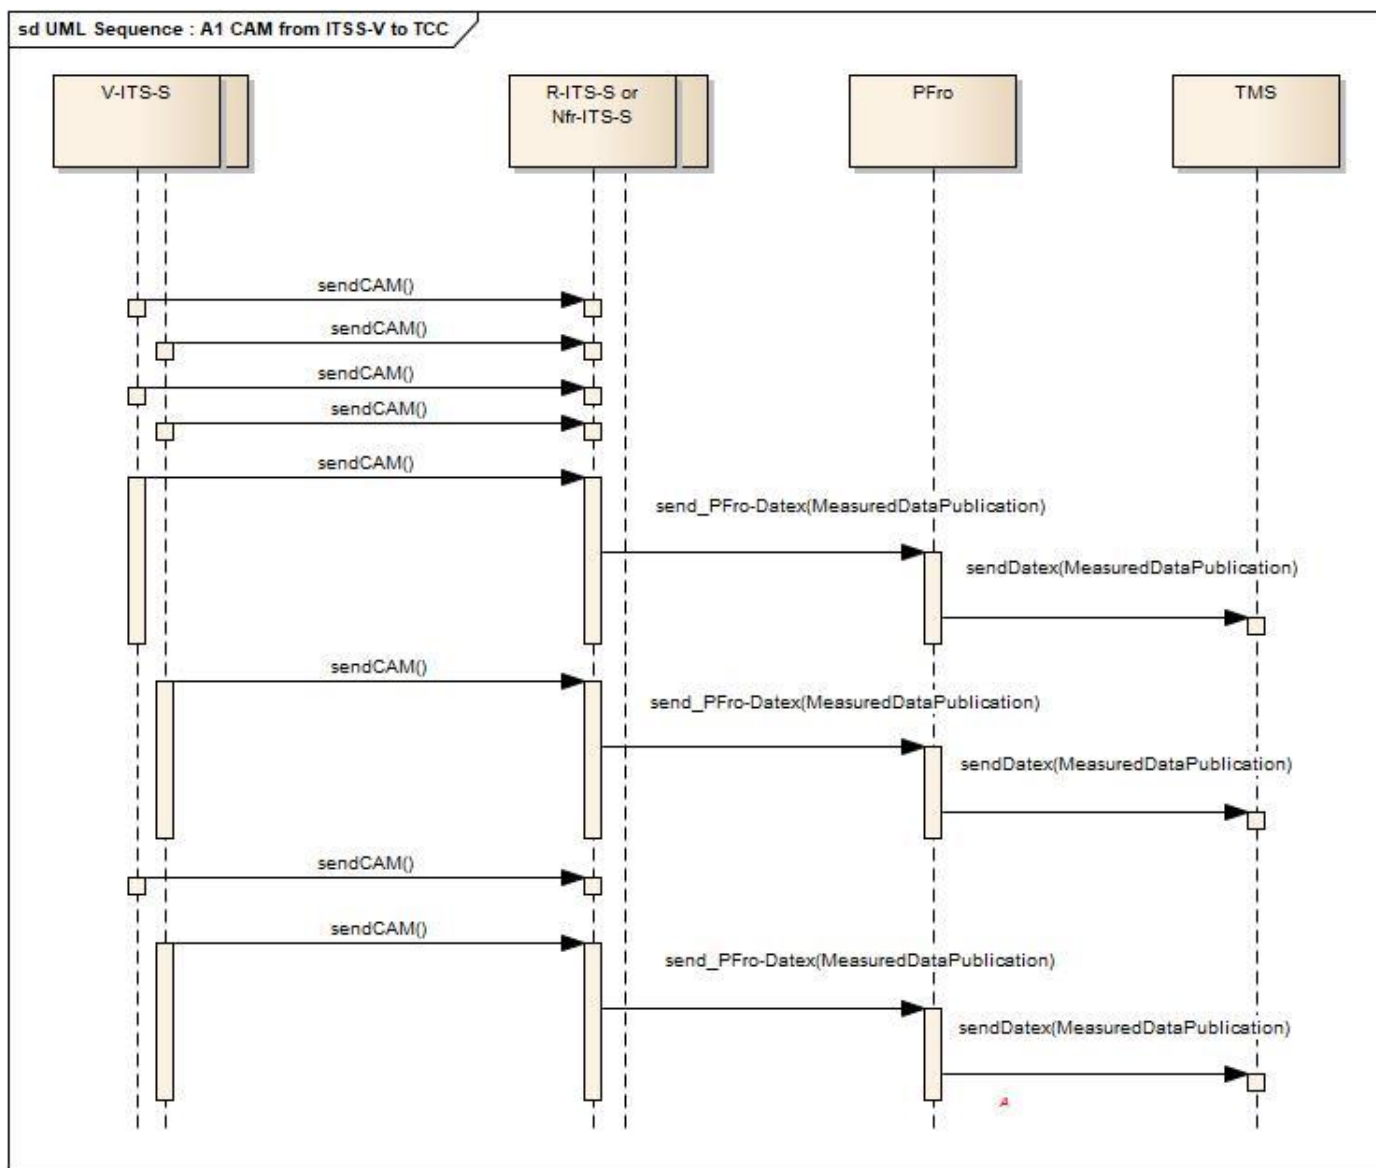 sd UML Sequence : A1 CAM from ITSS-V to TCC
V-ITS-S
R-ITS-S or
Nfr-ITS-S
PFro
TMS
sendCAM()
sendCAM()
sendCAM()
sendCAM()
sendCAM()
send_PFro-Datex(MeasuredDataPublication)
sendDatex(MeasuredDataPublication)
sendCAM()
send_PFro-Datex(MeasuredDataPublication)
sendDatex(MeasuredDataPublication)
sendCAM()
sendCAM()
send_PFro-Datex(MeasuredDataPublication)
sendDatex(MeasuredDataPublication)
A